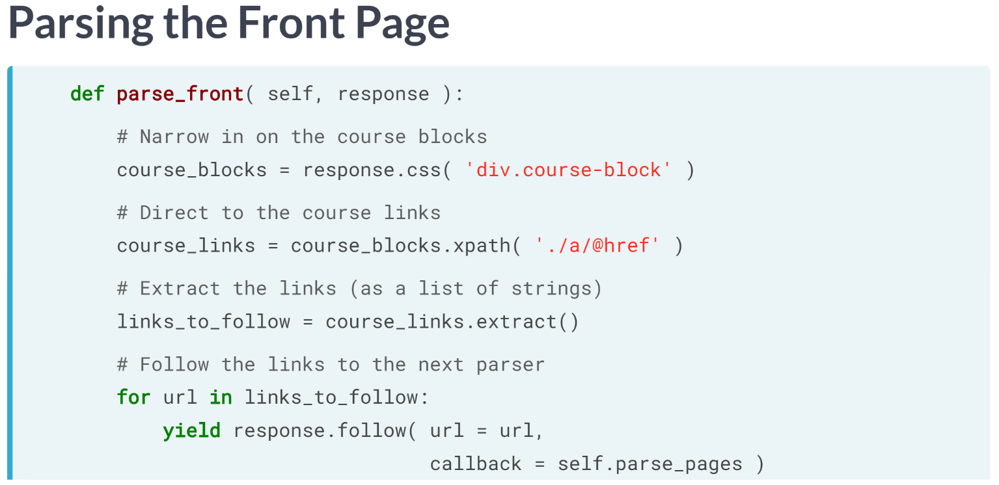 Parsing the Front Page
def parse_front( self, response ):
# Narrow in on the course blocks
course_blocks = response.css( 'div.course-block' )
# Direct to the course links
course_links = course_blocks.xpath( './a/@href' )
# Extract the links (as a list of strings)
links_to_follow = course_links.extract()
# Follow the links to the next parser
for url in links_to_follow:
yield response.follow( url = url,
callback = self.parse_pages )